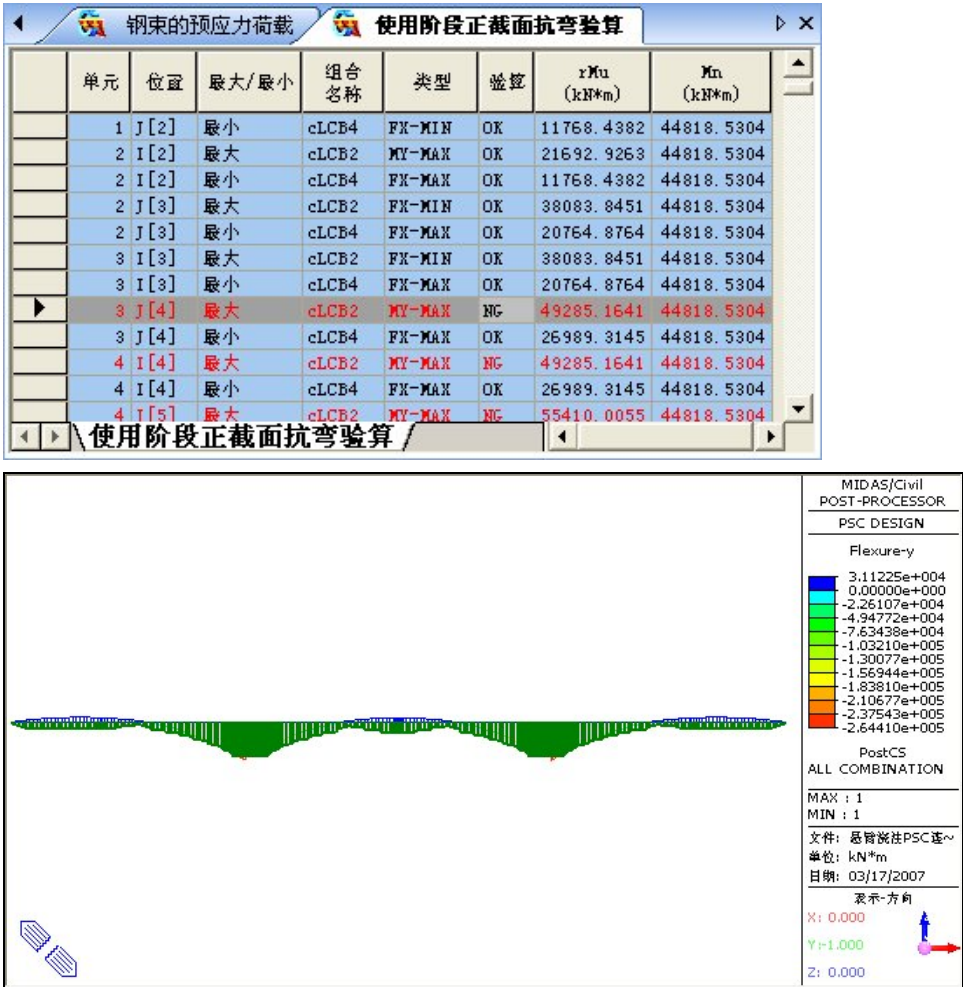 钢束的预应力荷载 使用阶段正截面抗弯验算
单元 位置 最大/最小 组合名称 类型 验算 rMu (kN*m) Mn (kN*m)
1 J[2] 最小 cLCB4 FX-MIN OK 11768.4382 44818.5304
2 I[2] 最大 cLCB2 MY-MAX OK 21692.9263 44818.5304
2 I[2] 最小 cLCB4 FX-MAX OK 11768.4382 44818.5304
2 J[3] 最大 cLCB2 FX-MIN OK 38083.8451 44818.5304
2 J[3] 最小 cLCB4 FX-MAX OK 20764.8764 44818.5304
3 I[3] 最大 cLCB2 FX-MIN OK 38083.8451 44818.5304
3 I[3] 最小 cLCB4 FX-MAX OK 20764.8764 44818.5304
3 J[4] 最大 cLCB2 MY-MAX NG 49285.1641 44818.5304
3 J[4] 最小 cLCB4 FX-MAX OK 26989.3145 44818.5304
4 I[4] 最大 cLCB2 MY-MAX NG 49285.1641 44818.5304
4 I[4] 最小 cLCB4 FX-MAX OK 26989.3145 44818.5304
4 J[5] 最大 cLCB2 MY-MAX NG 55410.0055 44818.5304
使用阶段正截面抗弯验算
MIDAS/Civil
POST-PROCESSOR
PSC DESIGN
Flexure-y
3.11225e+004
0.00000e+000
-2.26107e+004
-4.94772e+004
-7.63438e+004
-1.03210e+005
-1.30077e+005
-1.56944e+005
-1.83810e+005
-2.10677e+005
-2.37543e+005
-2.64410e+005
PostCS
ALL COMBINATION
MAX : 1
MIN : 1
文件: 悬臂浇注PSC连~
单位: kN*m
日期: 03/17/2007
表示-方向
X: 0.000
Y:-1.000
Z: 0.000